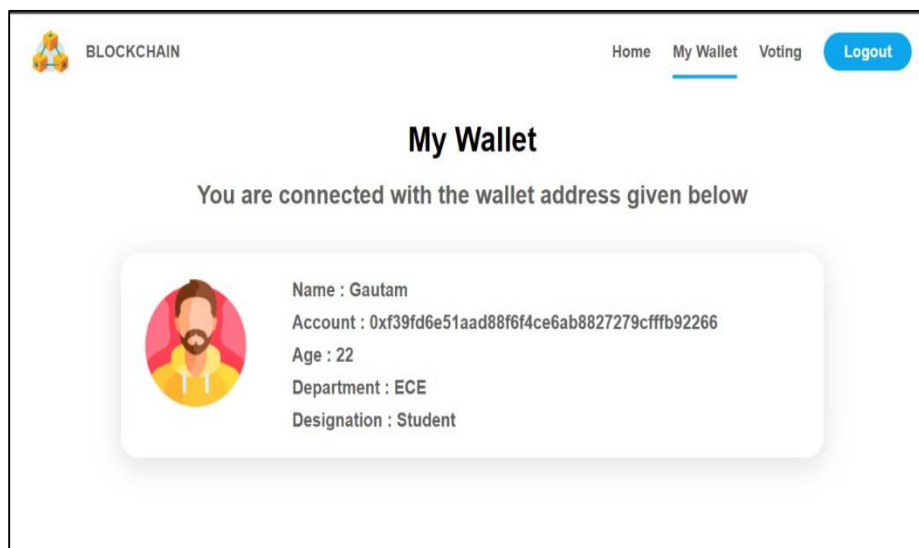 BLOCKCHAIN Home My Wallet Voting Logout
My Wallet
You are connected with the wallet address given below
Name : Gautam
Account : 0xf39fd6e51aad88f6f4ce6ab8827279cfffb92266
Age : 22
Department : ECE
Designation : Student